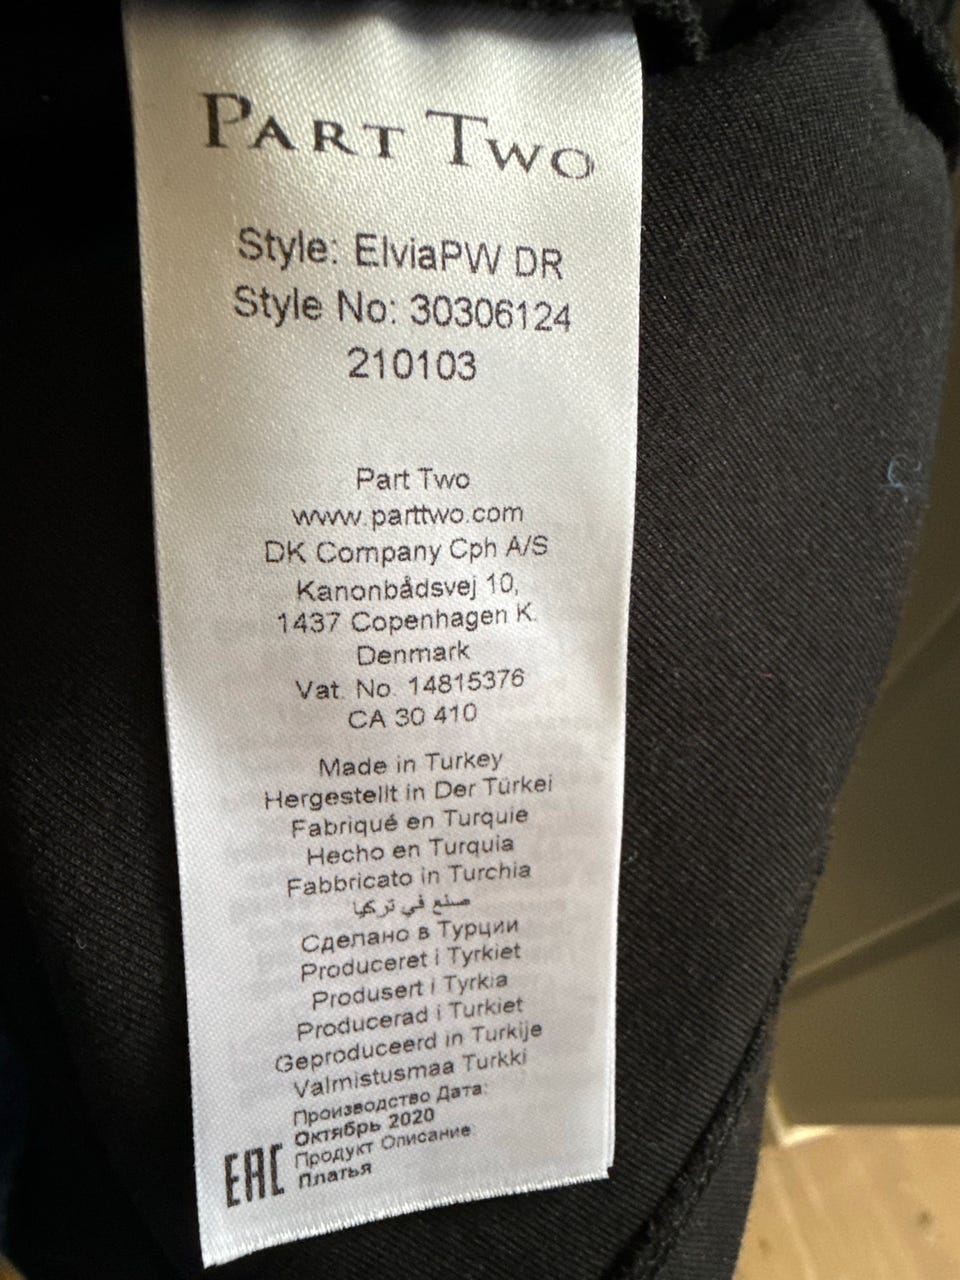 PART TWO
Style: ElviaPW DR
Style No: 30306124
210103
Part Two
www.parttwo.com
DK Company Cph A/S
Kanonbådsvej 10,
1437 Copenhagen K.
Denmark
Vat. No. 14815376
CA 30 410
Made in Turkey
Hergestellt in Der Türkei
Fabriqué en Turquie
Hecho en Turquia
Fabbricato in Turchia
صنع في تركيا
Сделано в Турции
Produceret i Tyrkiet
Produsert i Tyrkia
Producerad i Turkiet
Geproduceerd in Turkije
Valmistusmaa Turkki
Производство Дата:
Октябрь 2020
Продукт Описание:
Платья
EAC